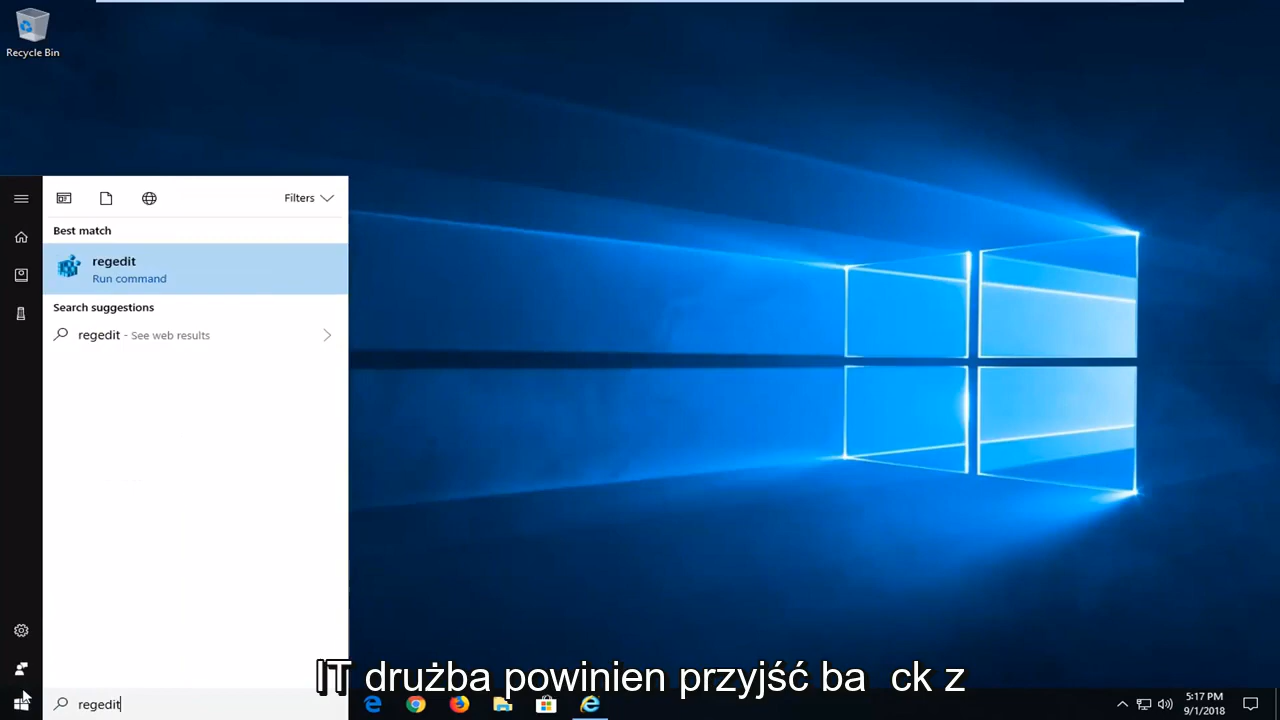 Recycle Bin
Filters
Best match
regedit
Run command
Search suggestions
regedit - See web results
IT drużba powinien przyjść ba ck z
regedit
5:17 PM
9/1/2018